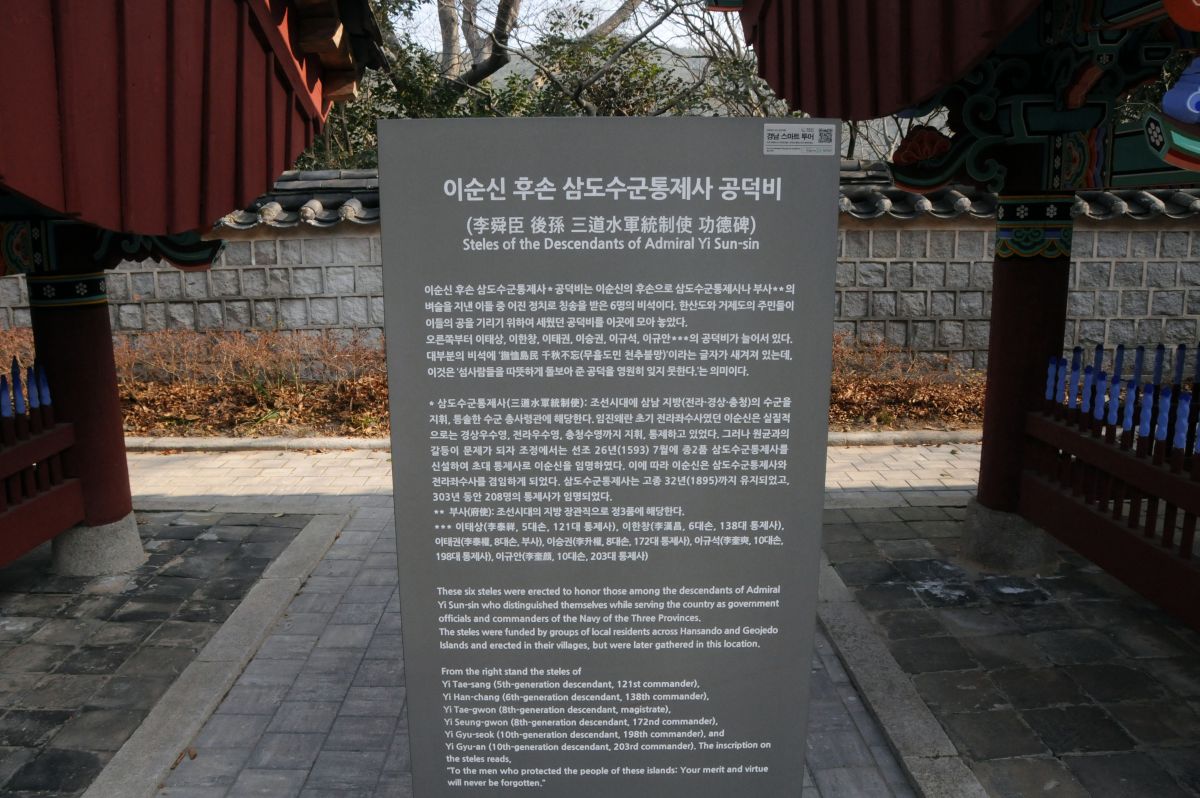 경남 스마트 투어
이순신 후손 삼도수군통제사 공덕비
(李舜臣 後孫 三道水軍統制使 功德碑)
Steles of the Descendants of Admiral Yi Sun-sin
이순신 후손 삼도수군통제사* 공덕비는 이순신의 후손으로 삼도수군통제사나 부사**의
벼슬을 지낸 이들 중 어진 정치로 칭송을 받은 6명의 비석이다. 한산도와 거제도의 주민들이
이들의 공을 기리기 위하여 세웠던 공덕비를 이곳에 모아 놓았다.
오른쪽부터 이태상, 이한창, 이태권, 이승권, 이규석, 이규안***의 공덕비가 늘어서 있다.
대부분의 비석에 '撫恤島民 千秋不忘(무휼도민 천추불망)'이라는 글자가 새겨져 있는데,
이것은 '섬사람들을 따뜻하게 돌보아 준 공덕을 영원히 잊지 못한다.'는 의미이다.
* 삼도수군통제사(三道水軍統制使): 조선시대에 삼남 지방(전라·경상·충청)의 수군을
지휘, 통솔한 수군 총사령관에 해당한다. 임진왜란 초기 전라좌수사였던 이순신은 실질적
으로는 경상우수영, 전라우수영, 충청수영까지 지휘, 통제하고 있었다. 그러나 원균과의
갈등이 문제가 되자 조정에서는 선조 26년(1593) 7월에 종2품 삼도수군통제사를
신설하여 초대 통제사로 이순신을 임명하였다. 이에 따라 이순신은 삼도수군통제사와
전라좌수사를 겸임하게 되었다. 삼도수군통제사는 고종 32년(1895)까지 유지되었고,
303년 동안 208명의 통제사가 임명되었다.
** 부사(府使): 조선시대의 지방 장관직으로 정3품에 해당한다.
*** 이태상(李泰祥, 5대손, 121대 통제사), 이한창(李漢昌, 6대손, 138대 통제사),
이태권(李泰權, 8대손, 부사), 이승권(李升權, 8대손, 172대 통제사), 이규석(李奎奭, 10대손,
198대 통제사), 이규안(李奎顔, 10대손, 203대 통제사)
These six steles were erected to honor those among the descendants of Admiral
Yi Sun-sin who distinguished themselves while serving the country as government
officials and commanders of the Navy of the Three Provinces.
The steles were funded by groups of local residents across Hansando and Geojedo
Islands and erected in their villages, but were later gathered in this location.
From the right stand the steles of
Yi Tae-sang (5th-generation descendant, 121st commander),
Yi Han-chang (6th-generation descendant, 138th commander),
Yi Tae-gwon (8th-generation descendant, magistrate),
Yi Seung-gwon (8th-generation descendant, 172nd commander),
Yi Gyu-seok (10th-generation descendant, 198th commander), and
Yi Gyu-an (10th-generation descendant, 203rd commander). The inscription on
the steles reads,
"To the men who protected the people of these islands: Your merit and virtue
will never be forgotten."